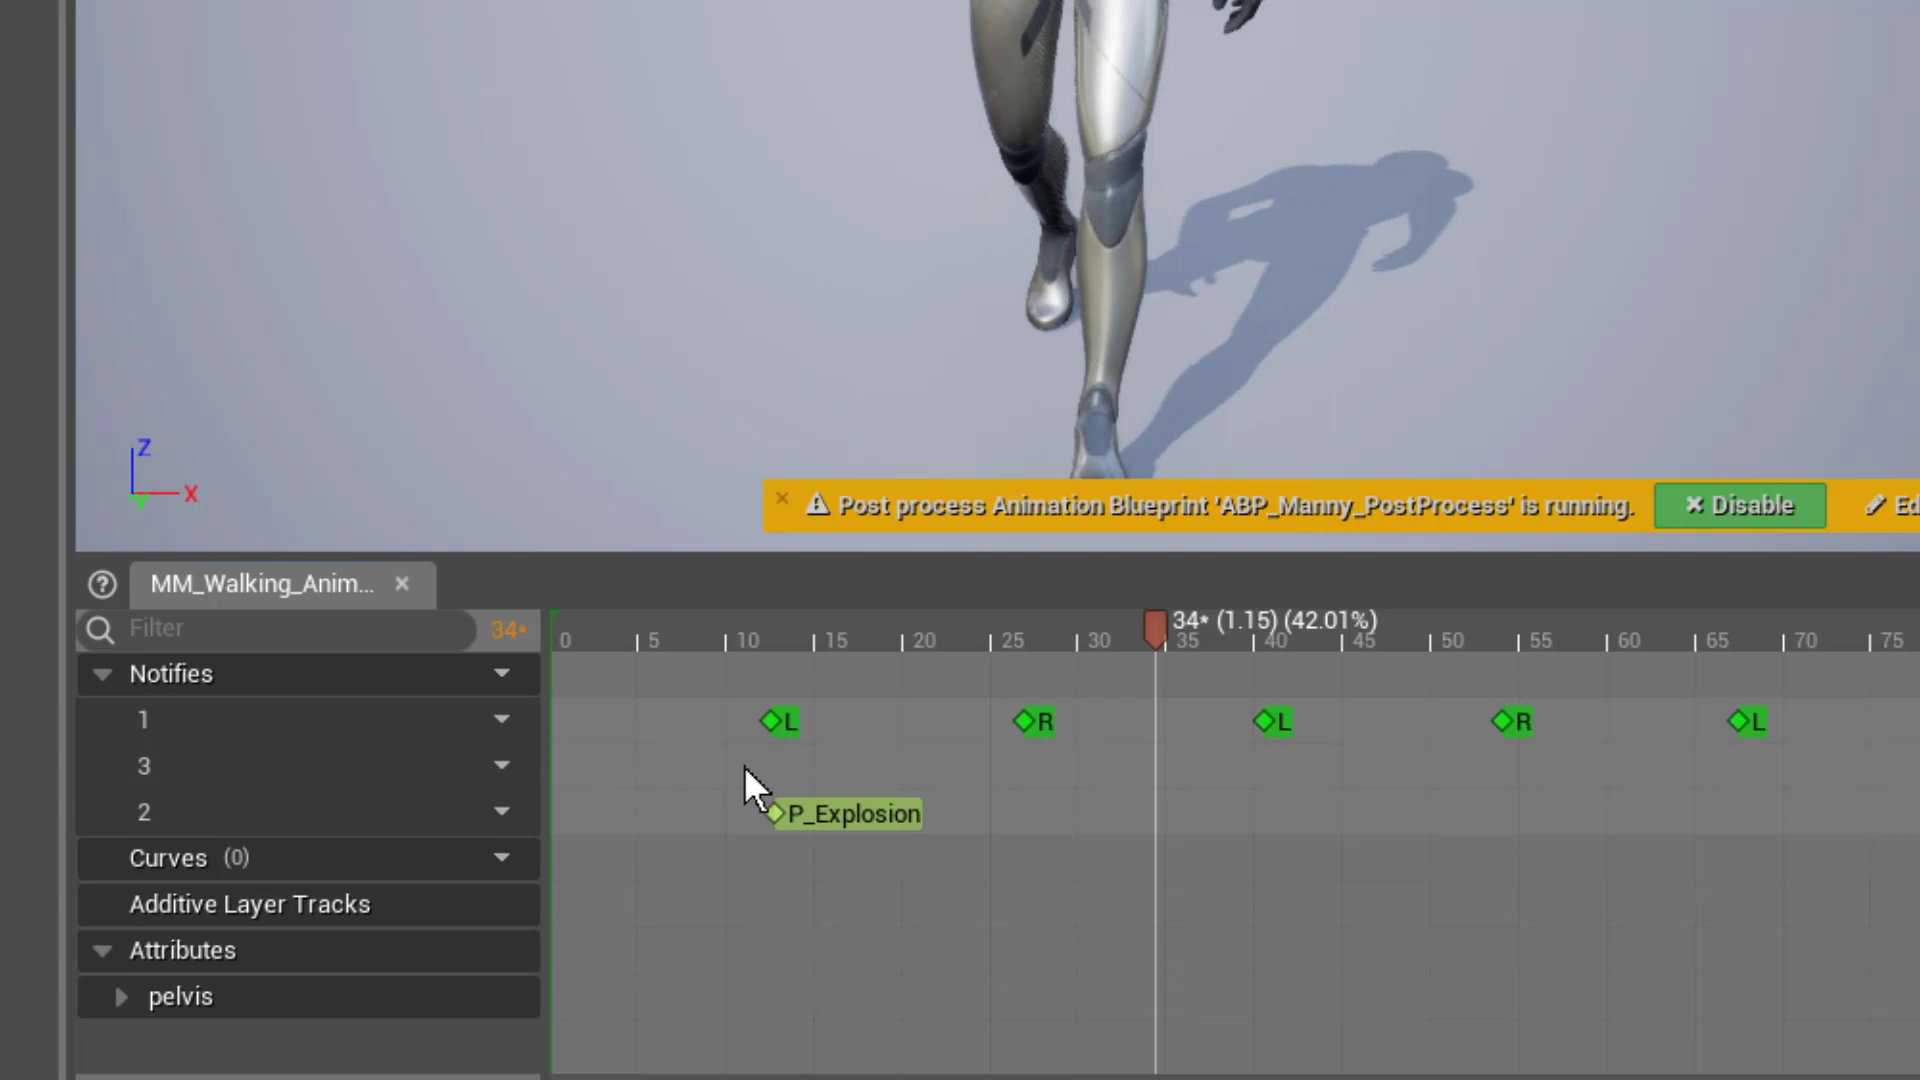 Z
X
Y
Post process Animation Blueprint 'ABP_Manny_PostProcess' is running.
Disable
Ed
MM_Walking_Anim...
Filter
34*
34* (1.15) (42.01%)
0 5 10 15 20 25 30 35 40 45 50 55 60 65 70 75
Notifies
1
L R L R L
3
2
P_Explosion
Curves (0)
Additive Layer Tracks
Attributes
pelvis